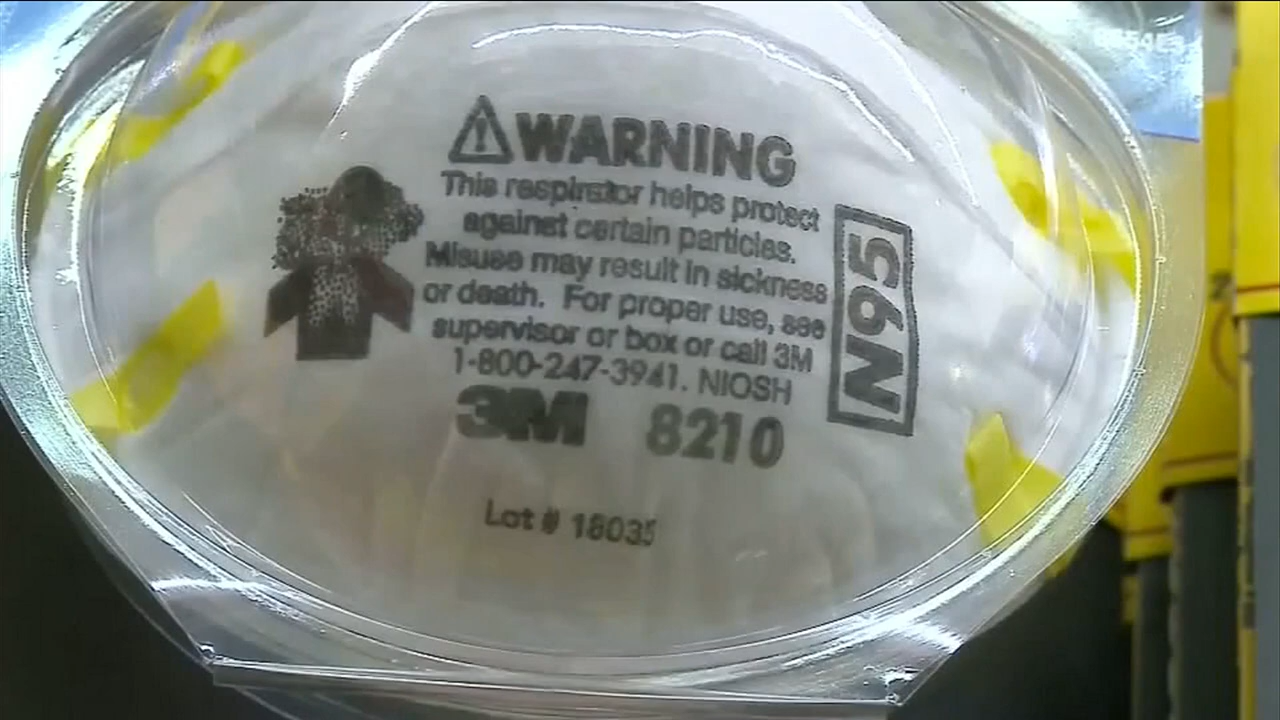 WARNING
This respirator helps protect
against certain particles.
Misuse may result in sickness
or death. For proper use, see
supervisor or box or call 3M
1-800-247-3941. NIOSH
3M 8210
N95
Lot # 18035